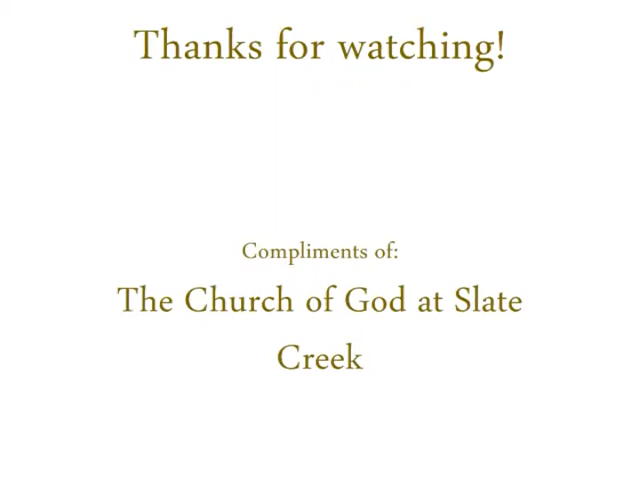 Thanks for watching!
Compliments of:
The Church of God at Slate
Creek